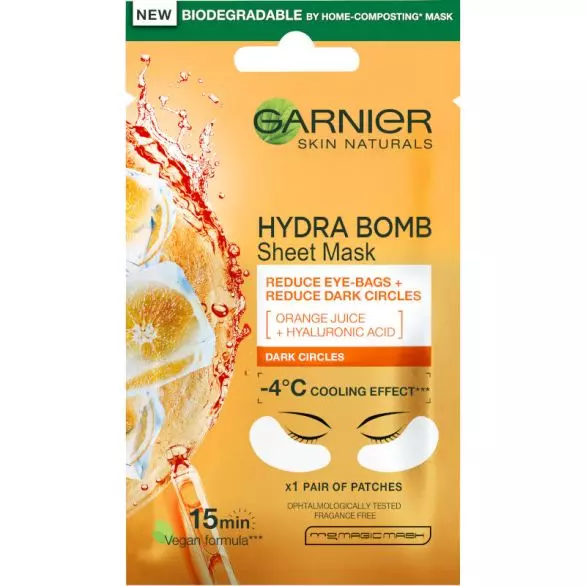 NEW BIODEGRADABLE BY HOME-COMPOSTING* MASK
GARNIER
SKIN NATURALS
HYDRA BOMB
Sheet Mask
REDUCE EYE-BAGS +
REDUCE DARK CIRCLES
[ ORANGE JUICE
+ HYALURONIC ACID ]
DARK CIRCLES
-4°C COOLING EFFECT***
x1 PAIR OF PATCHES
OPHTALMOLOGICALLY TESTED
FRAGANCE FREE
15min
Vegan formula***